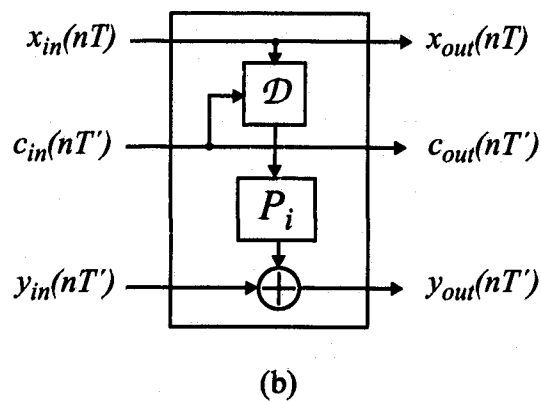 x_in(nT) x_out(nT)
𝒟
c_in(nT′) c_out(nT′)
P_i
y_in(nT′) y_out(nT′)
(b)